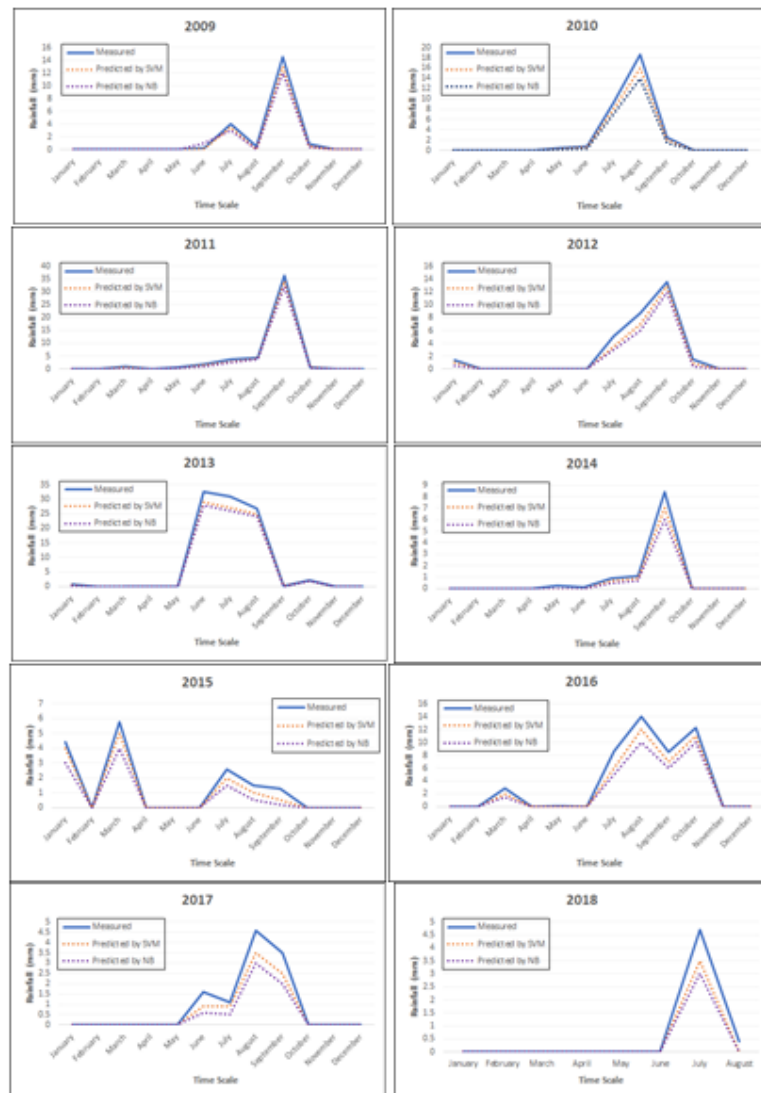 2009
Rainfall (mm)
16
14
12
10
8
6
4
2
0
Measured
Predicted by SVM
Predicted by NB
January
February
March
April
May
June
July
August
September
October
November
December
Time Scale
2010
Rainfall (mm)
20
18
16
14
12
10
8
6
4
2
0
Measured
Predicted by SVM
Predicted by NB
January
February
March
April
May
June
July
August
September
October
November
December
Time Scale
2011
Rainfall (mm)
40
35
30
25
20
15
10
5
0
Measured
Predicted by SVM
Predicted by NB
January
February
March
April
May
June
July
August
September
October
November
December
Time Scale
2012
Rainfall (mm)
16
14
12
10
8
6
4
2
0
Measured
Predicted by SVM
Predicted by NB
January
February
March
April
May
June
July
August
September
October
November
December
Time Scale
2013
Rainfall (mm)
35
30
25
20
15
10
5
0
Measured
Predicted by SVM
Predicted by NB
January
February
March
April
May
June
July
August
September
October
November
December
Time Scale
2014
Rainfall (mm)
9
8
7
6
5
4
3
2
1
0
Measured
Predicted by SVM
Predicted by NB
January
February
March
April
May
June
July
August
September
October
November
December
Time Scale
2015
Rainfall (mm)
7
6
5
4
3
2
1
0
Measured
Predicted by SVM
Predicted by NB
January
February
March
April
May
June
July
August
September
October
November
December
Time Scale
2016
Rainfall (mm)
16
14
12
10
8
6
4
2
0
Measured
Predicted by SVM
Predicted by NB
January
February
March
April
May
June
July
August
September
October
November
December
Time Scale
2017
Rainfall (mm)
5
4.5
4
3.5
3
2.5
2
1.5
1
0.5
0
Measured
Predicted by SVM
Predicted by NB
January
February
March
April
May
June
July
August
September
October
November
December
Time Scale
2018
Rainfall (mm)
5
4.5
4
3.5
3
2.5
2
1.5
1
0.5
0
Measured
Predicted by SVM
Predicted by NB
January
February
March
April
May
June
July
August
Time Scale